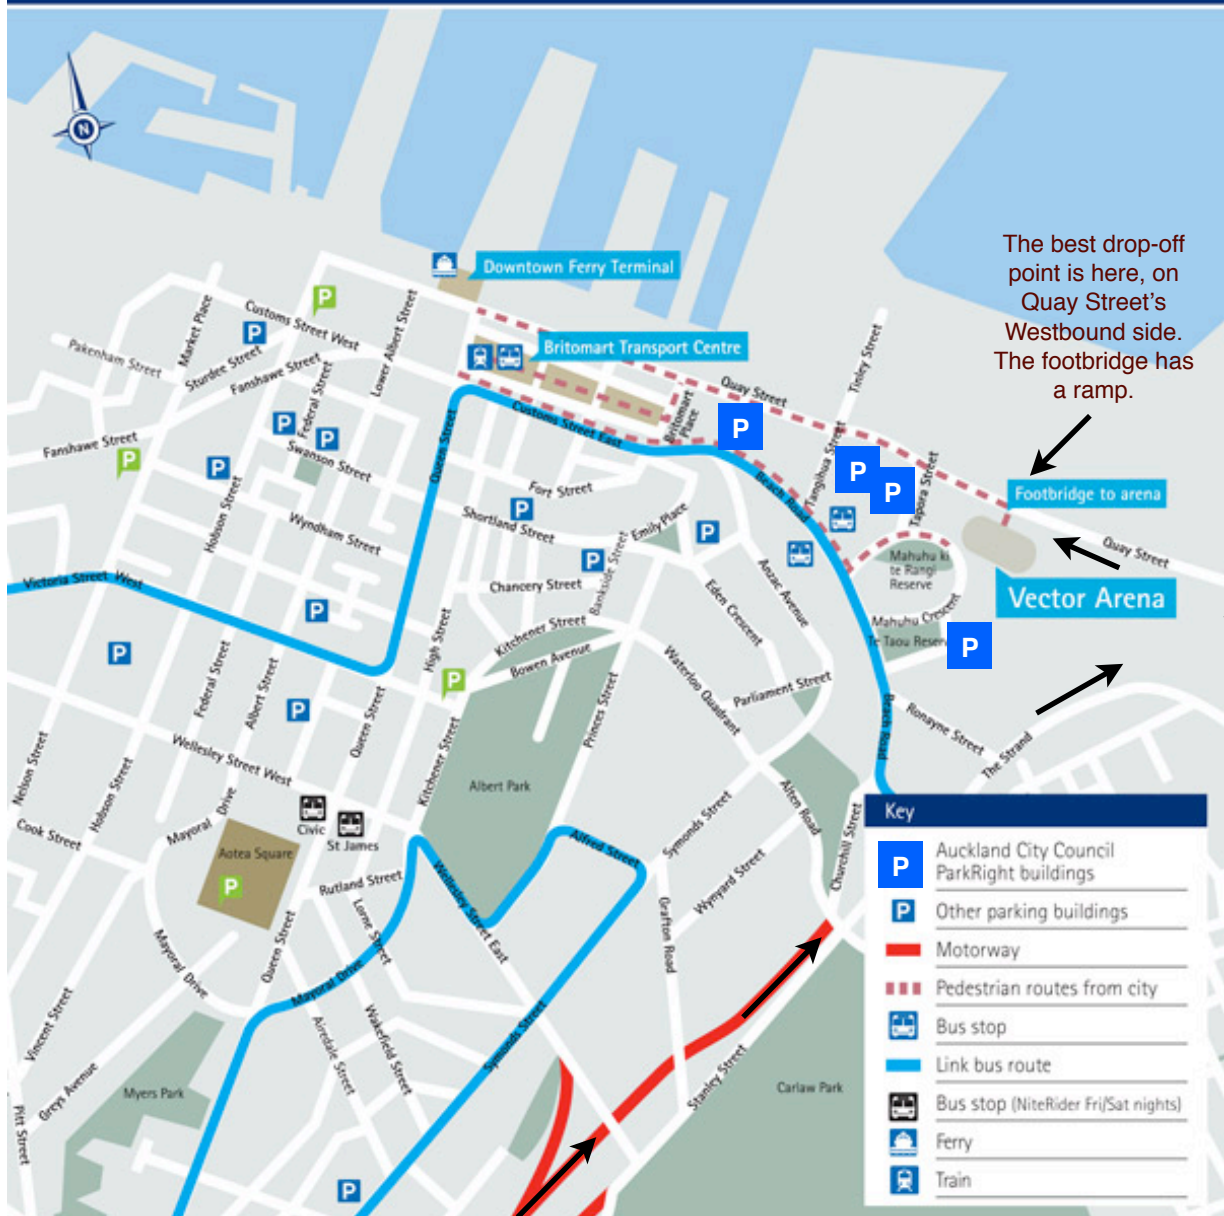 N
The best drop-off
point is here, on
Quay Street's
Westbound side.
The footbridge has
a ramp.
Downtown Ferry Terminal
P
Customs Street West
Market Place
Lower Albert Street
P
Britomart Transport Centre
Pakenham Street
Sturdee Street
Fanshawe Street
Federal Street
Tinley Street
Quay Street
Britomart
Place
P
Customs Street East
Queen Street
P
P
Fanshawe Street
P
P
Swanson Street
Tangihua Street
P
P
Tapora Street
Beach Road
Footbridge to arena
Hobson Street
Fort Street
P
Shortland Street
Emily Place
P
Wyndham Street
Quay Street
Mahuhu ki
te Rangi
Reserve
P
Bankside Street
Anzac Avenue
Victoria Street West
Chancery Street
Eden Crescent
Vector Arena
P
High Street
Kitchener Street
Mahuhu Crescent
Te Taou Reserve
P
P
Bowen Avenue
P
Federal Street
Albert Street
Waterloo Quadrant
Parliament Street
P
Queen Street
Princes Street
Beach Road
Ronayne Street
The Strand
Wellesley Street West
Nelson Street
Hobson Street
Kitchener Street
Albert Park
Alten Road
Churchill Street
Symonds Street
Cook Street
Mayoral Drive
Civic
St James
Alfred Street
Aotea Square
P
Rutland Street
Lorne Street
Wellesley Street East
Wynyard Street
Grafton Road
Mayoral Drive
Queen Street
Mayoral Drive
Vincent Street
Airedale Street
Wakefield Street
Symonds Street
Stanley Street
Carlaw Park
Myers Park
Greys Avenue
Pitt Street
P
Key
P
Auckland City Council
ParkRight buildings
P
Other parking buildings
Motorway
Pedestrian routes from city
Bus stop
Link bus route
Bus stop (NiteRider Fri/Sat nights)
Ferry
Train